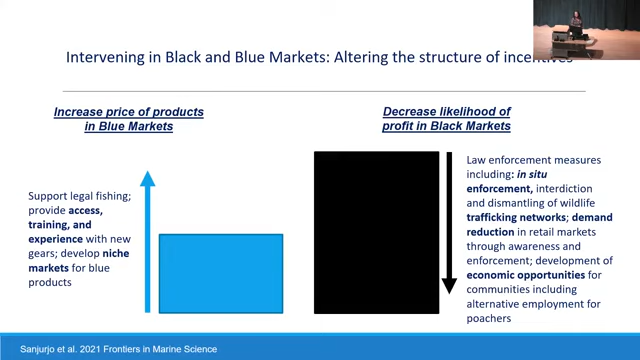 Intervening in Black and Blue Markets: Altering the structure of incentives
Increase price of products
in Blue Markets
Decrease likelihood of
profit in Black Markets
Support legal fishing;
provide access,
training, and
experience with new
gears; develop niche
markets for blue
products
Law enforcement measures
including: in situ
enforcement, interdiction
and dismantling of wildlife
trafficking networks; demand
reduction in retail markets
through awareness and
enforcement; development of
economic opportunities for
communities including
alternative employment for
poachers
Sanjurjo et al. 2021 Frontiers in Marine Science